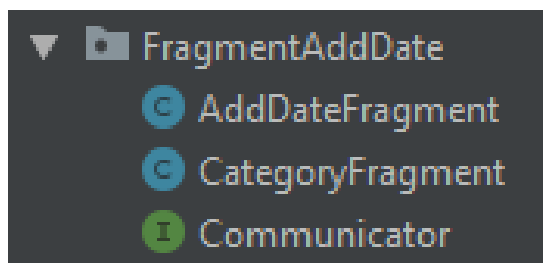 FragmentAddDate
C AddDateFragment
C CategoryFragment
I Communicator